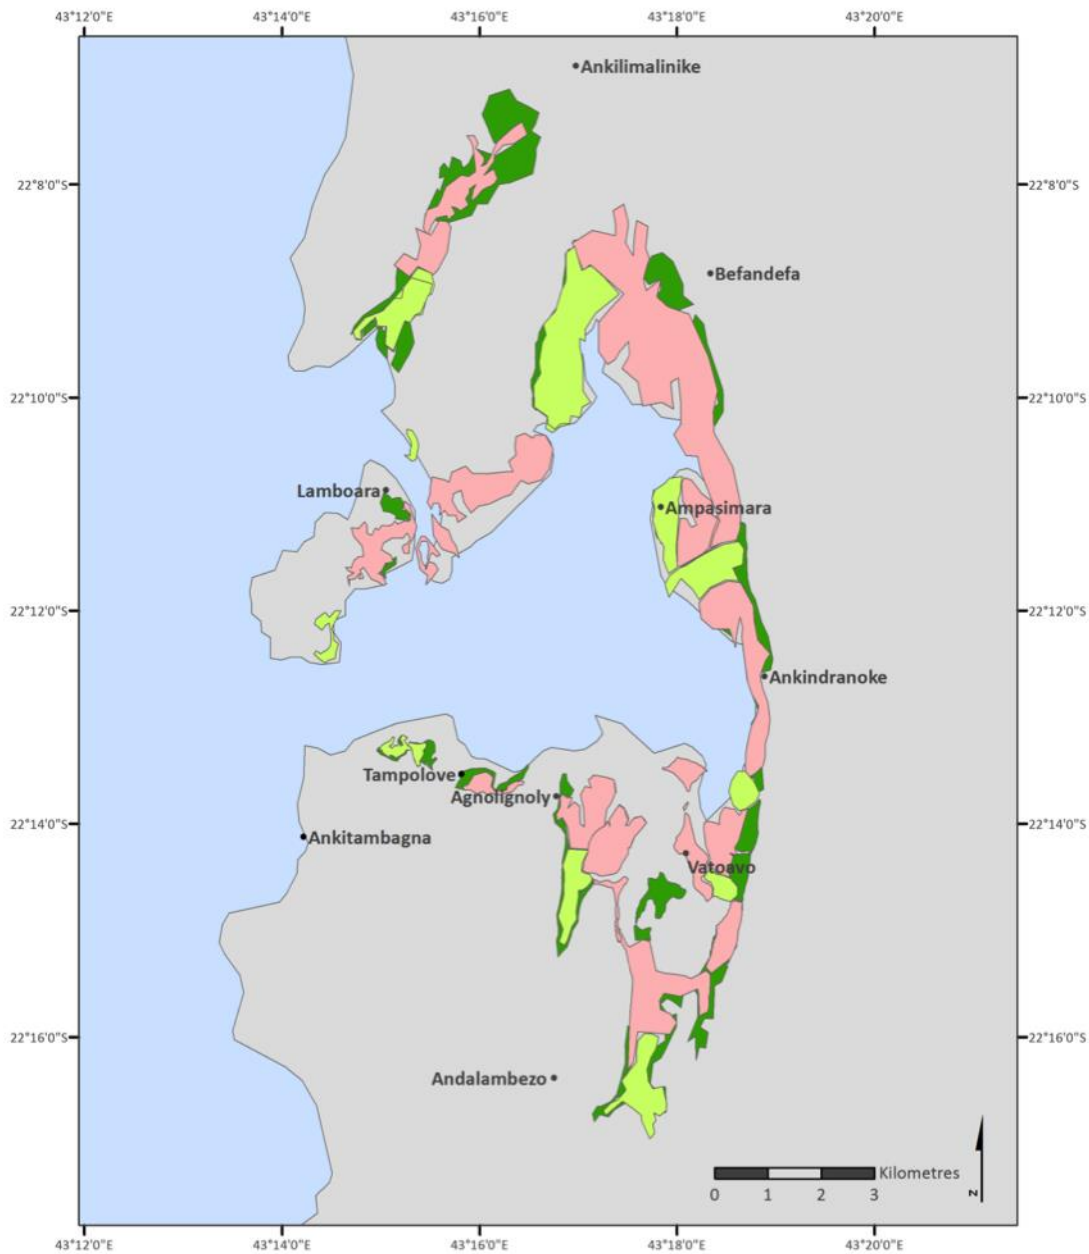 43°12'0"E 43°14'0"E 43°16'0"E 43°18'0"E 43°20'0"E
Ankilimalinike
22°8'0"S 22°8'0"S
Befandefa
22°10'0"S 22°10'0"S
Lamboara
Ampasimara
22°12'0"S 22°12'0"S
Ankindranoke
Tampolove
Agnolignoly
22°14'0"S 22°14'0"S
Ankitambagna
Vatoavo
22°16'0"S 22°16'0"S
Andalambezo
Kilometres
0 1 2 3
N
43°12'0"E 43°14'0"E 43°16'0"E 43°18'0"E 43°20'0"E